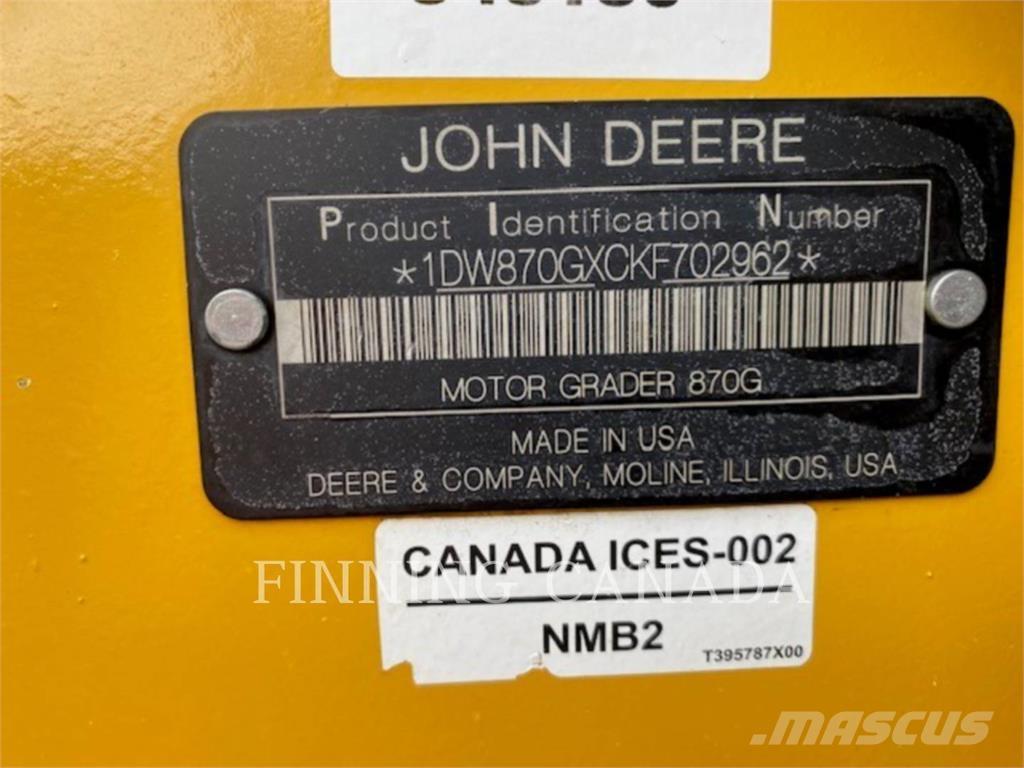 JOHN DEERE
Product Identification Number
*1DW870GXCKF702962*
MOTOR GRADER 870G
MADE IN USA
DEERE & COMPANY, MOLINE, ILLINOIS, USA
CANADA ICES-002
FINNING CANADA
NMB2
T395787X00
MASCUS